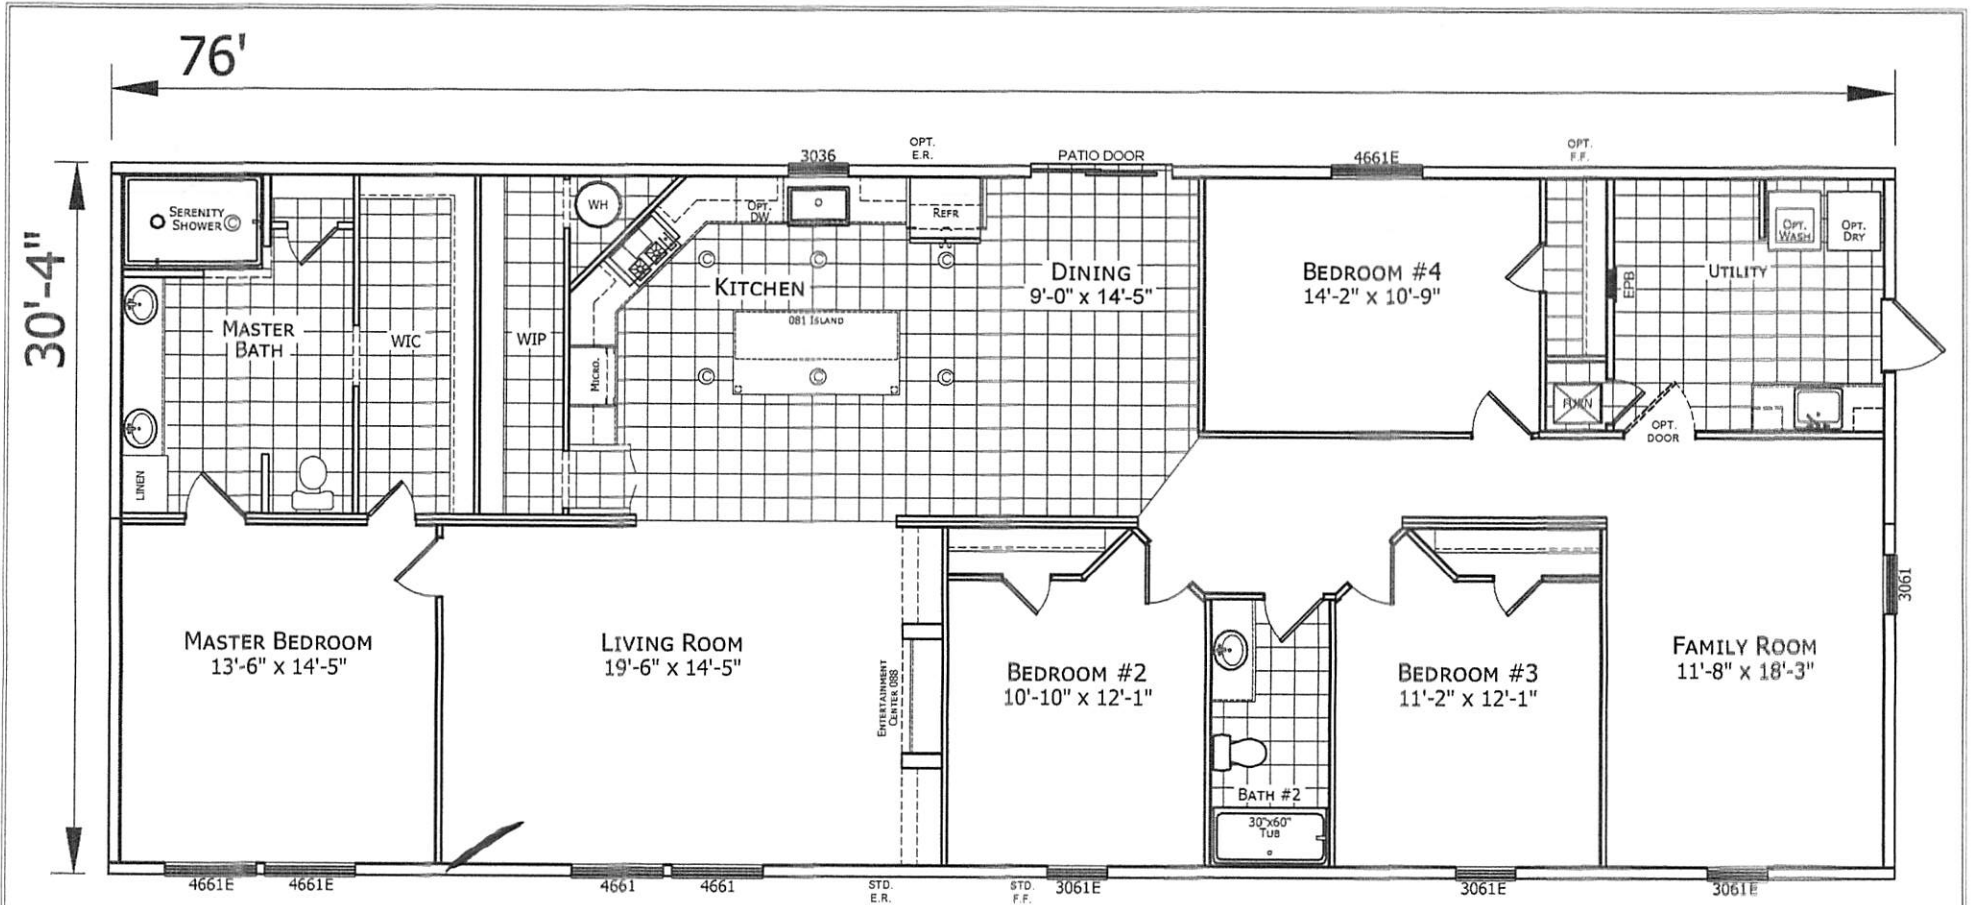 76'
30'-4"
3036
OPT.
E.R.
PATIO DOOR
4661E
OPT.
F.F.
SERENITY
SHOWER
WH
OPT.
DW
REFR
OPT.
WASH
OPT.
DRY
KITCHEN
DINING
9'-0" X 14'-5"
BEDROOM #4
14'-2" X 10'-9"
EPB
UTILITY
MASTER
BATH
WIC
WIP
081 ISLAND
MICRO.
FURN
OPT.
DOOR
LINEN
3061
MASTER BEDROOM
13'-6" X 14'-5"
LIVING ROOM
19'-6" X 14'-5"
ENTERTAINMENT
CENTER 088
BEDROOM #2
10'-10" X 12'-1"
BEDROOM #3
11'-2" X 12'-1"
FAMILY ROOM
11'-8" X 18'-3"
BATH #2
30"x60"
TUB
4661E
4661E
4661
4661
STD.
E.R.
STD.
F.F.
3061E
3061E
3061E